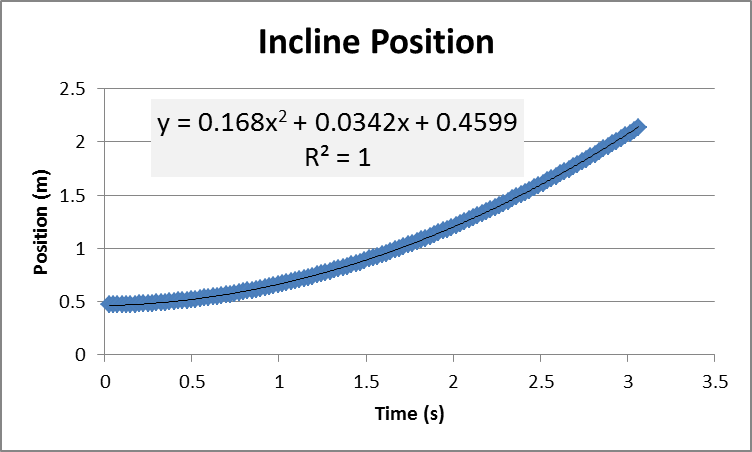 Incline Position
y = 0.168x² + 0.0342x + 0.4599
R² = 1
2.5
2
1.5
1
0.5
0
Position (m)
0 0.5 1 1.5 2 2.5 3 3.5
Time (s)